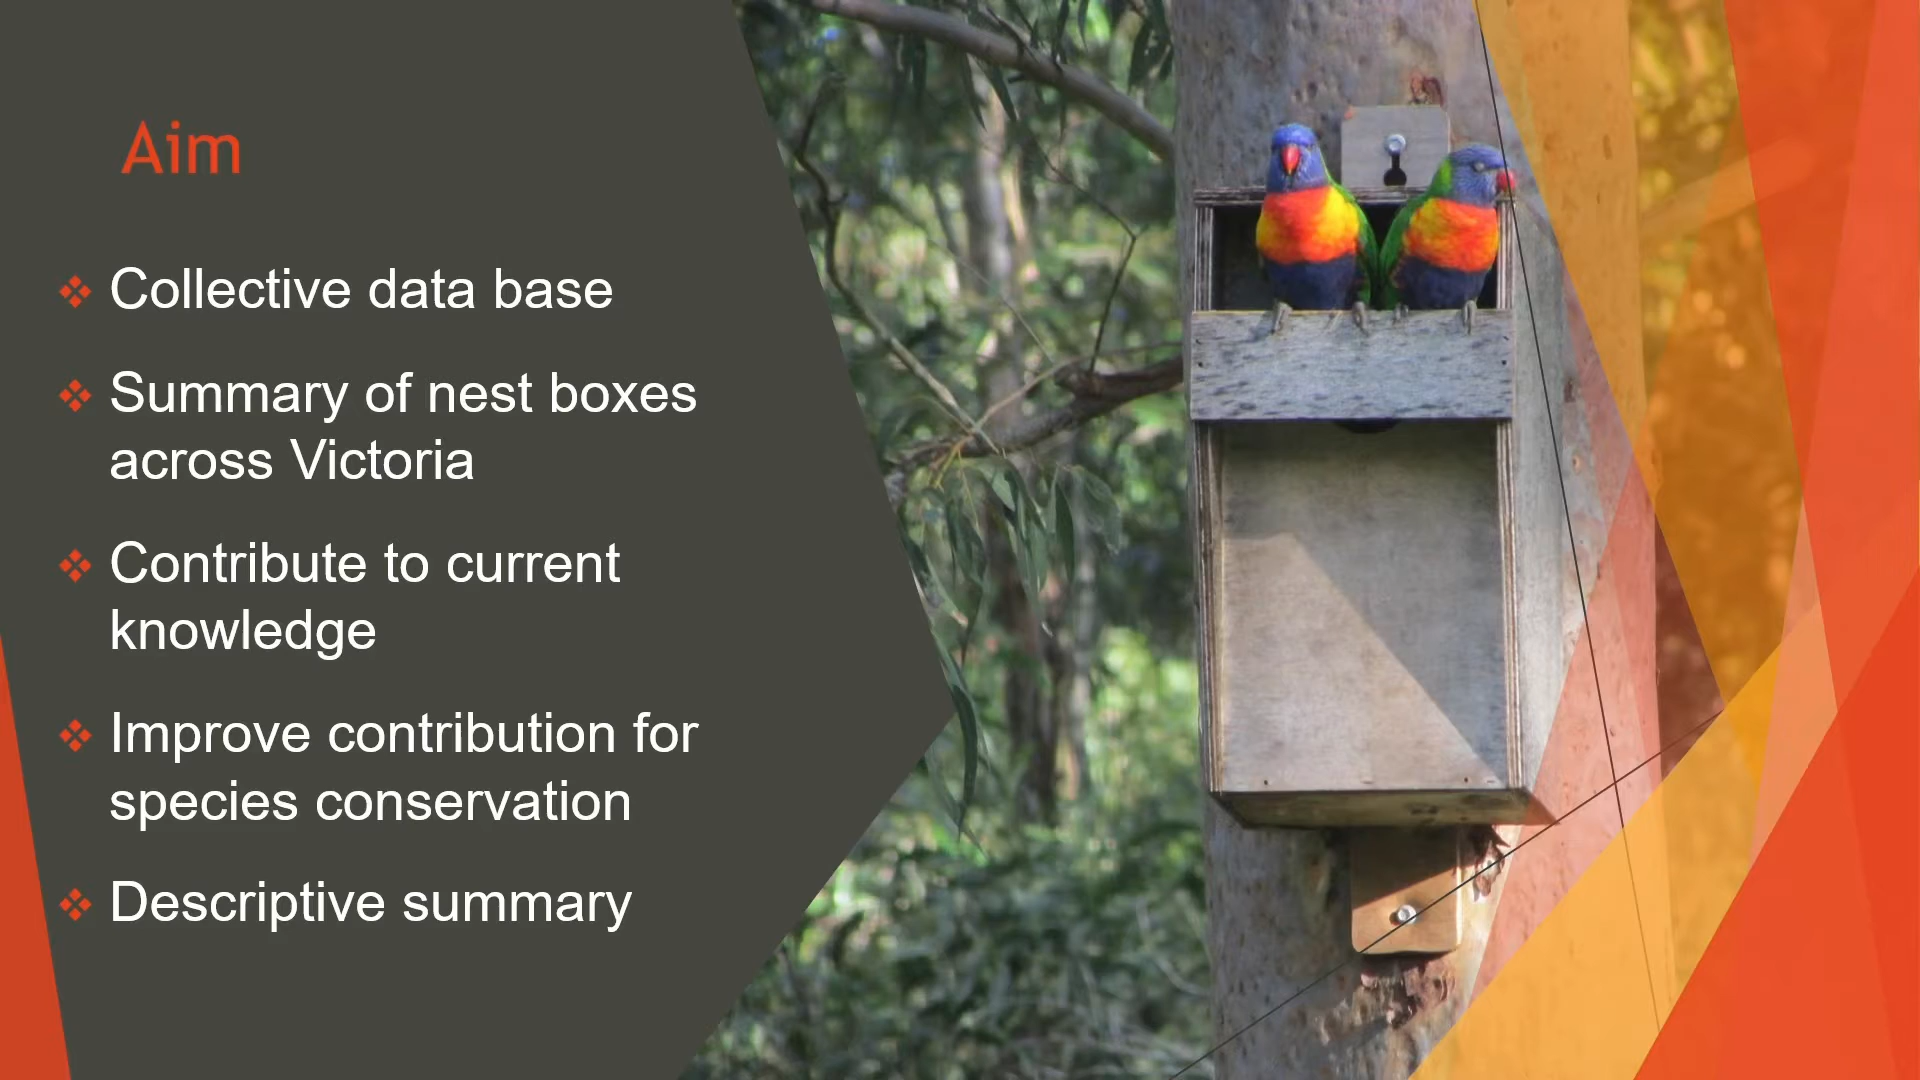 Aim
Collective data base
Summary of nest boxes
across Victoria
Contribute to current
knowledge
Improve contribution for
species conservation
Descriptive summary